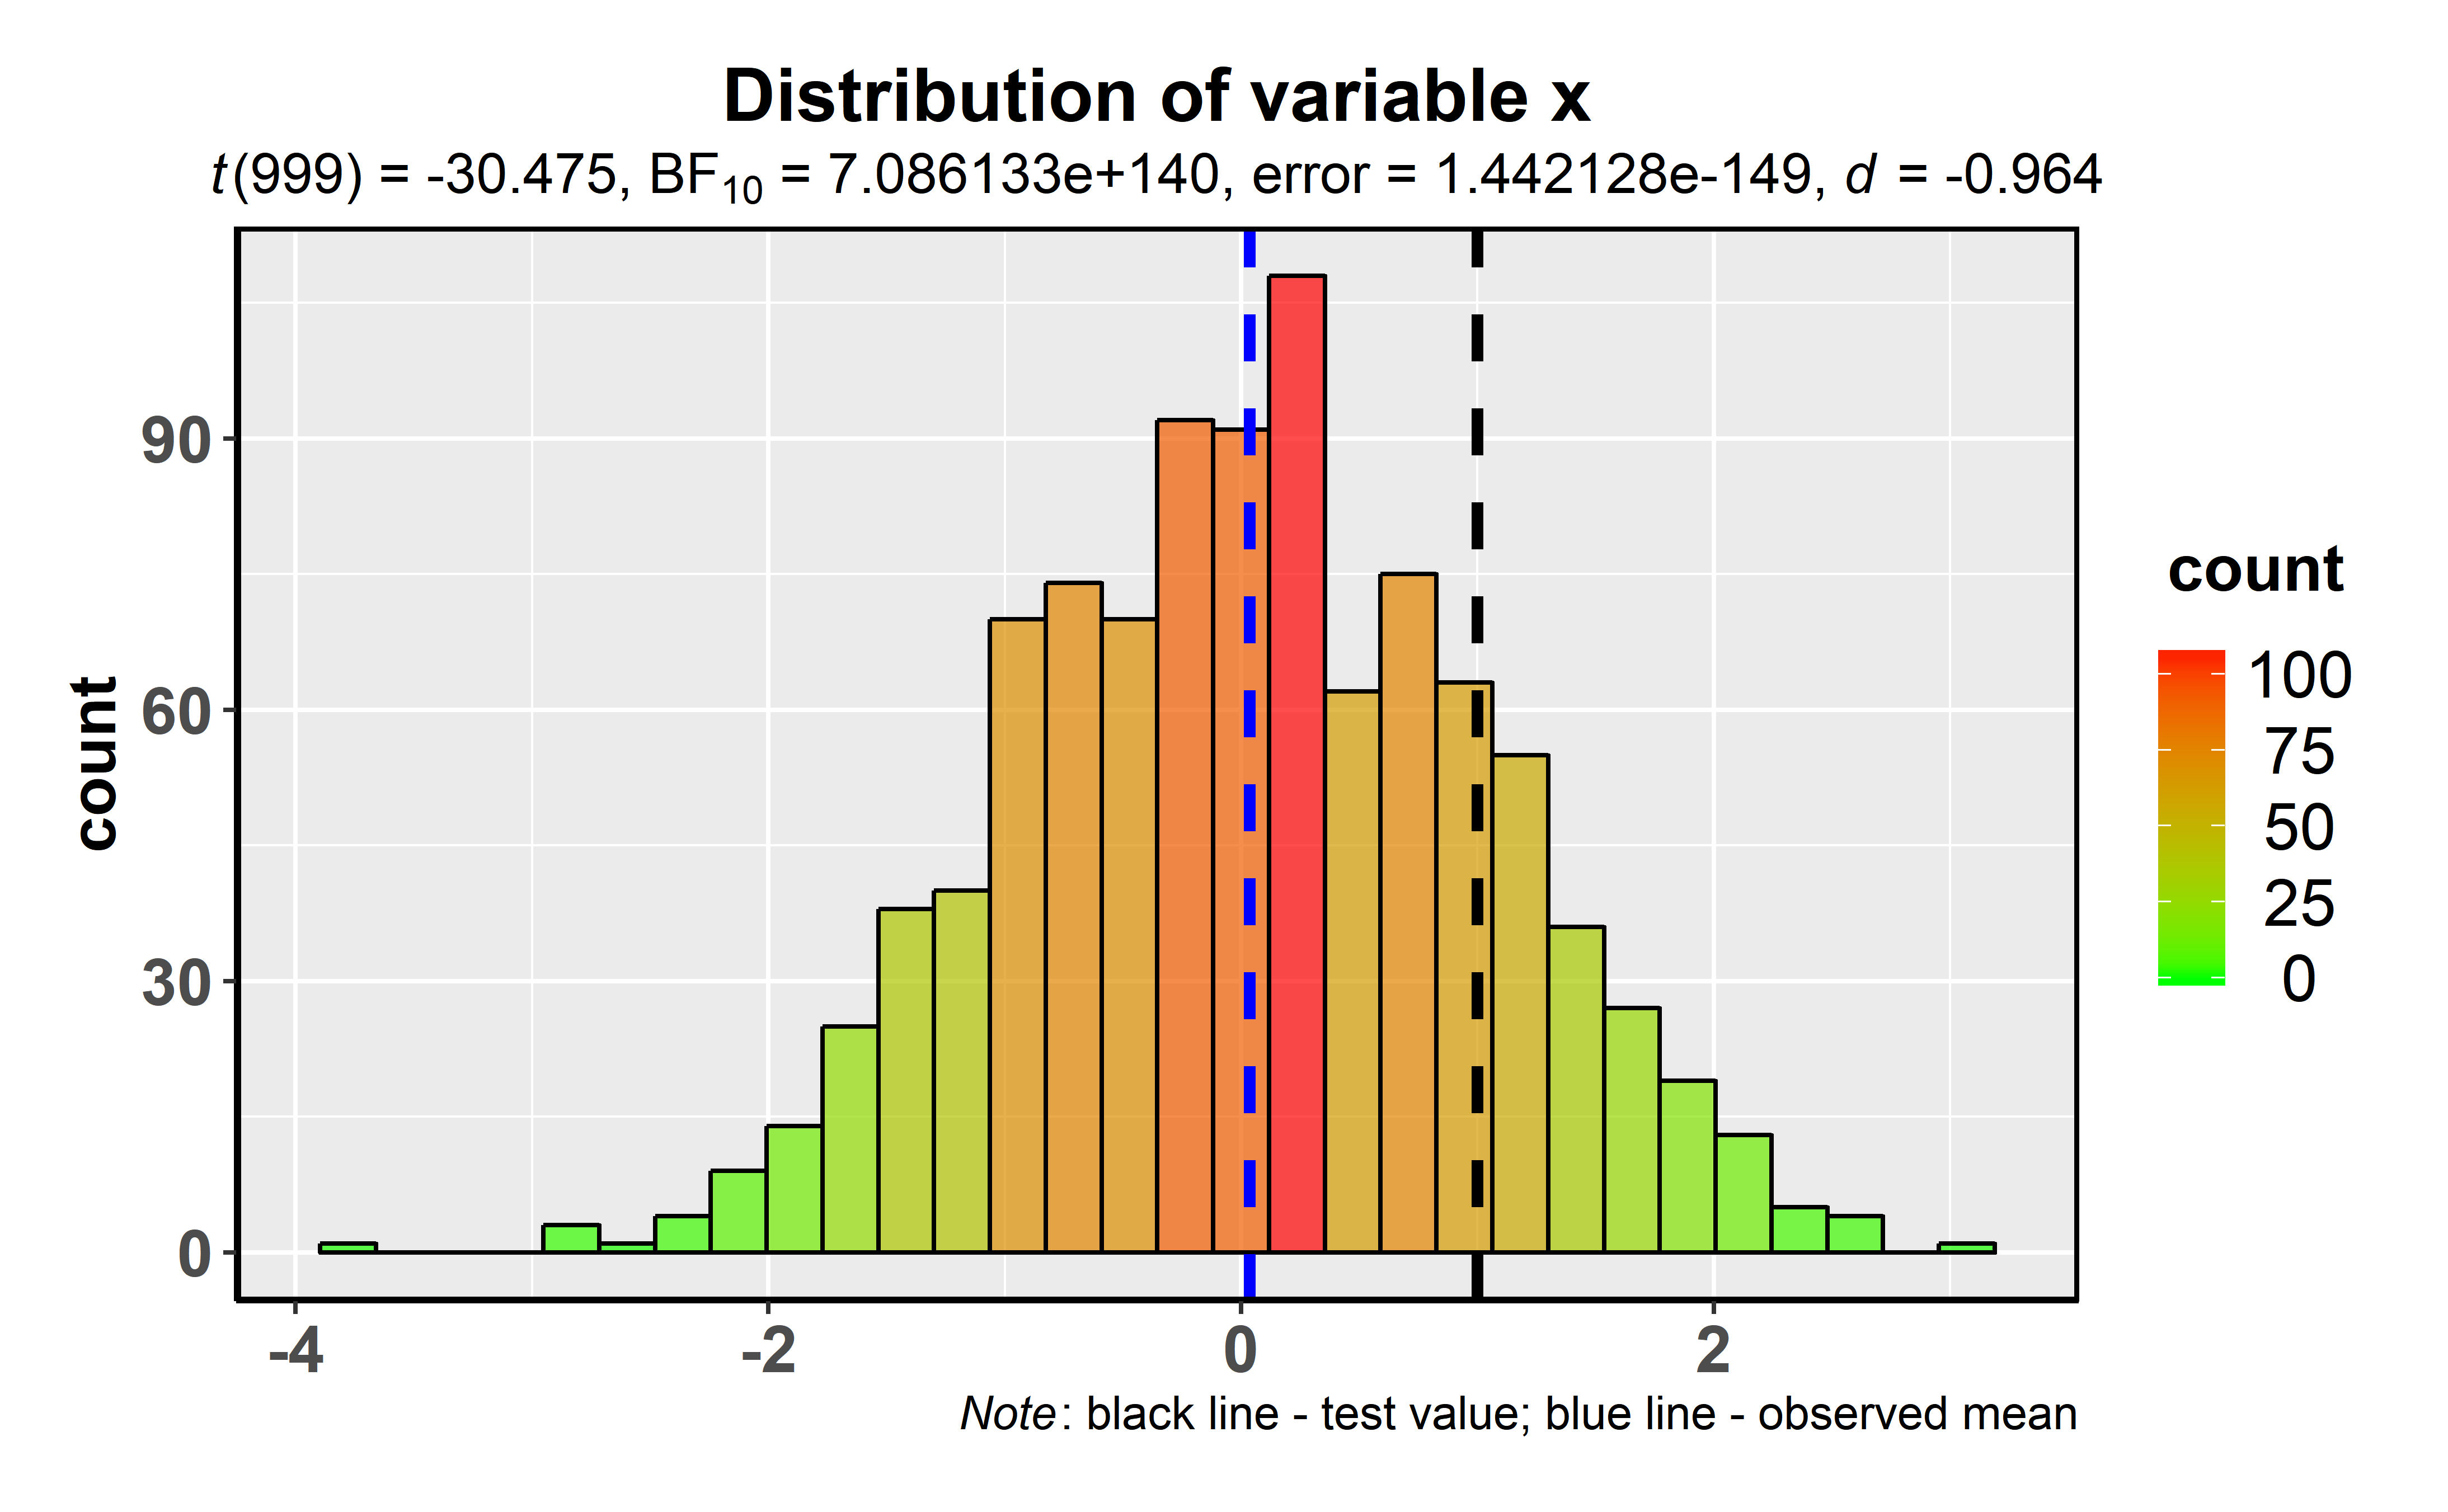 Distribution of variable x
t(999) = -30.475, BF10 = 7.086133e+140, error = 1.442128e-149, d = -0.964
90
60
30
0
count
-4 -2 0 2
count
100
75
50
25
0
Note: black line - test value; blue line - observed mean